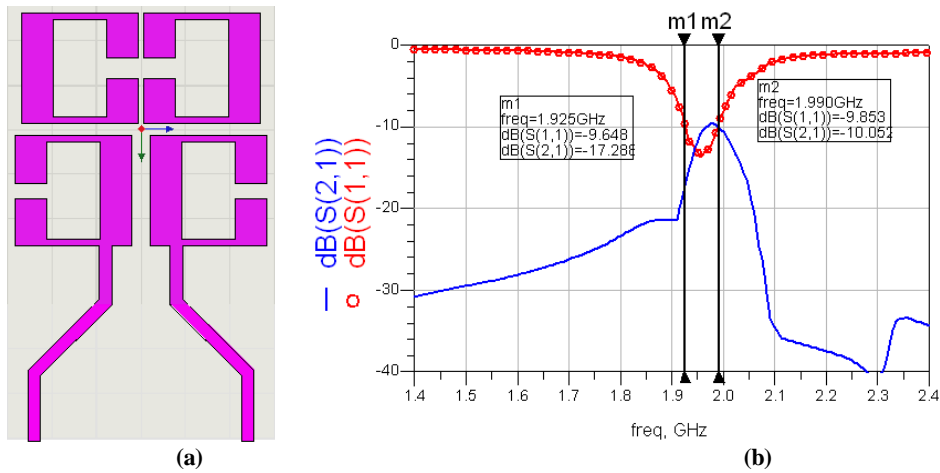 m1 m2
0
-10
-20
-30
-40
dB(S(2,1))
dB(S(1,1))
m1
freq=1.925GHz
dB(S(1,1))=-9.648
dB(S(2,1))=-17.288
m2
freq=1.990GHz
dB(S(1,1))=-9.853
dB(S(2,1))=-10.052
1.4 1.5 1.6 1.7 1.8 1.9 2.0 2.1 2.2 2.3 2.4
freq, GHz
(a)
(b)